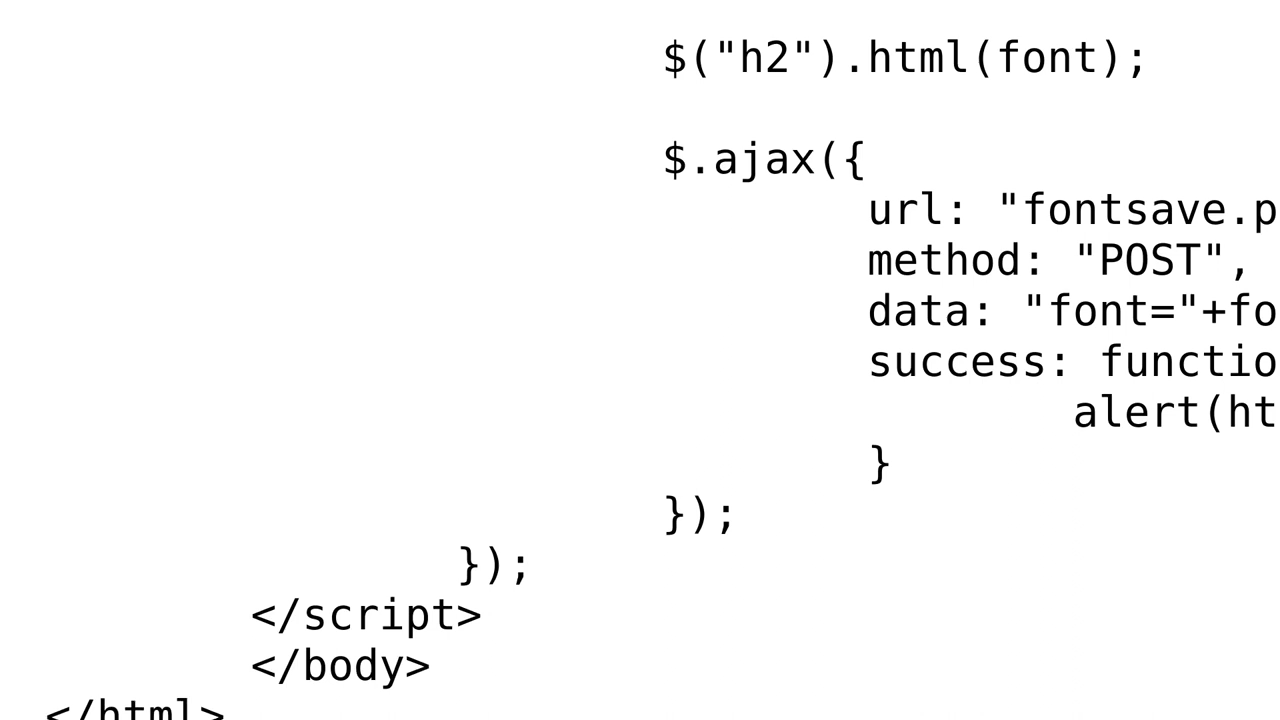 $("h2").html(font);
$.ajax({
url: "fontsave.p
method: "POST",
data: "font="+fo
success: functio
alert(ht
}
});
});
</script>
</body>
</html>